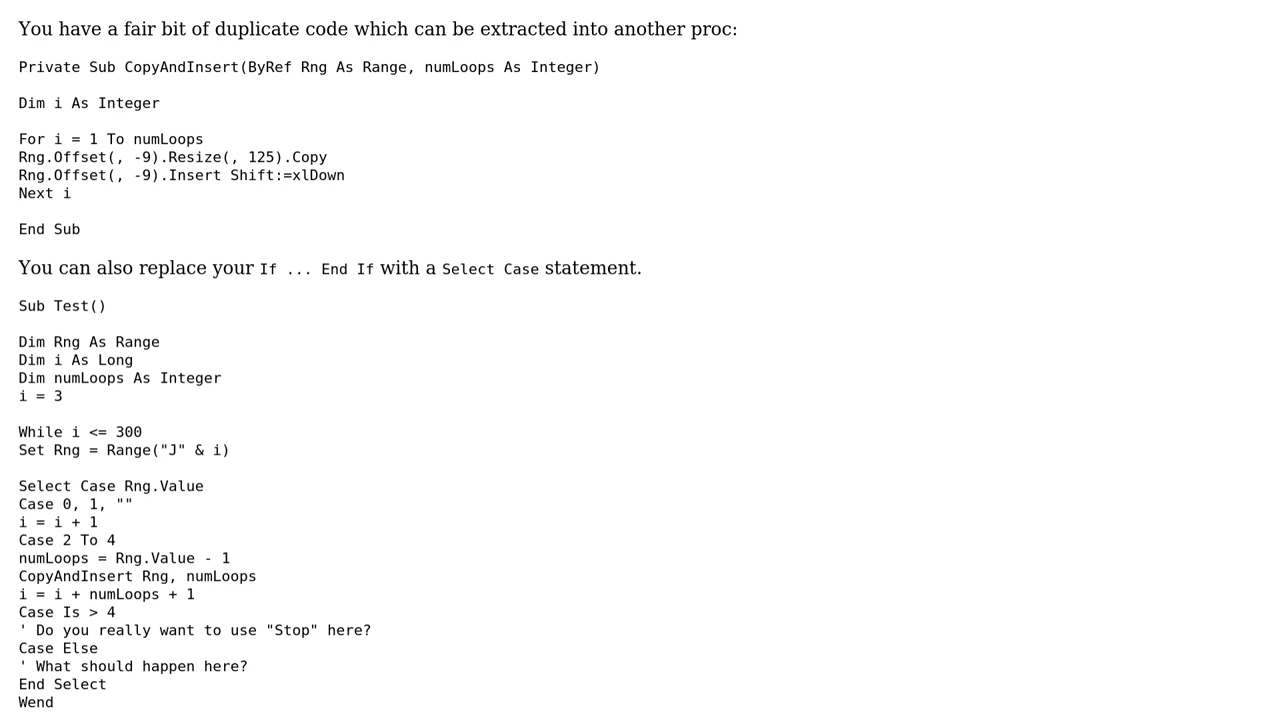 You have a fair bit of duplicate code which can be extracted into another proc:
Private Sub CopyAndInsert(ByRef Rng As Range, numLoops As Integer)
Dim i As Integer
For i = 1 To numLoops
Rng.Offset(, -9).Resize(, 125).Copy
Rng.Offset(, -9).Insert Shift:=xlDown
Next i
End Sub
You can also replace your If ... End If with a Select Case statement.
Sub Test()
Dim Rng As Range
Dim i As Long
Dim numLoops As Integer
i = 3
While i <= 300
Set Rng = Range("J" & i)
Select Case Rng.Value
Case 0, 1, ""
i = i + 1
Case 2 To 4
numLoops = Rng.Value - 1
CopyAndInsert Rng, numLoops
i = i + numLoops + 1
Case Is > 4
' Do you really want to use "Stop" here?
Case Else
' What should happen here?
End Select
Wend